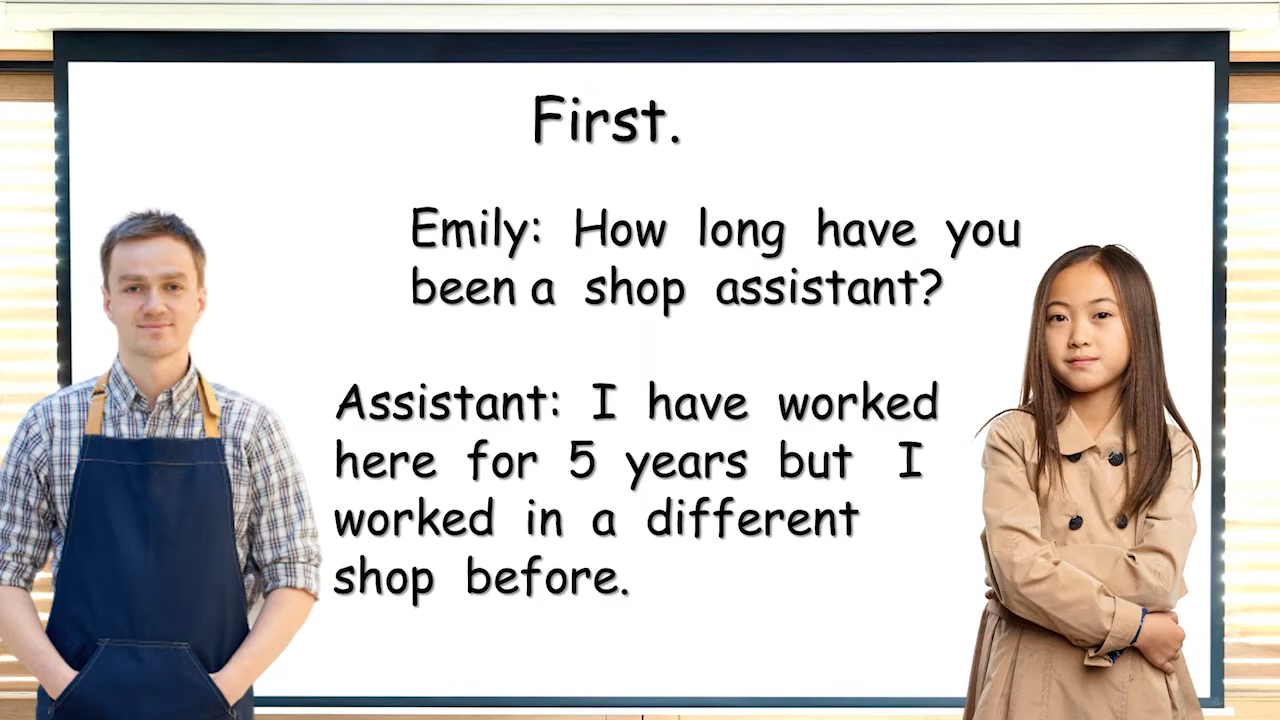 First.
Emily: How long have you
been a shop assistant?
Assistant: I have worked
here for 5 years but I
worked in a different
shop before.